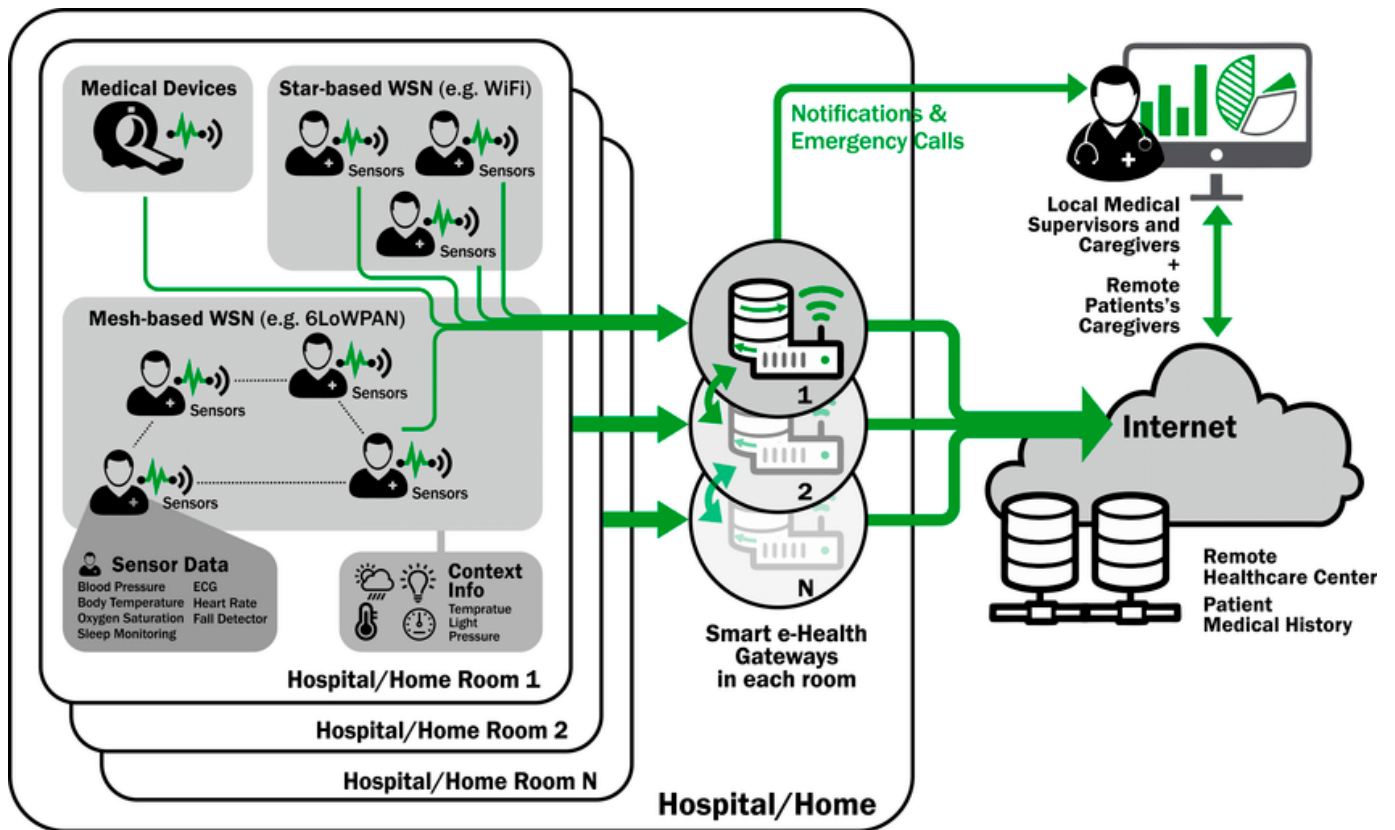 Medical Devices
Star-based WSN (e.g. WiFi)
Sensors
Sensors
Sensors
Mesh-based WSN (e.g. 6LoWPAN)
Sensors
Sensors
Sensors
Sensors
Sensor Data
Blood Pressure
Body Temperature
Oxygen Saturation
Sleep Monitoring
ECG
Heart Rate
Fall Detector
Context
Info
Tempratue
Light
Pressure
Hospital/Home Room 1
Hospital/Home Room 2
Hospital/Home Room N
Notifications &
Emergency Calls
1
2
N
Smart e-Health
Gateways
in each room
Hospital/Home
Local Medical
Supervisors and
Caregivers
+
Remote
Patients's
Caregivers
Internet
Remote
Healthcare Center
Patient
Medical History